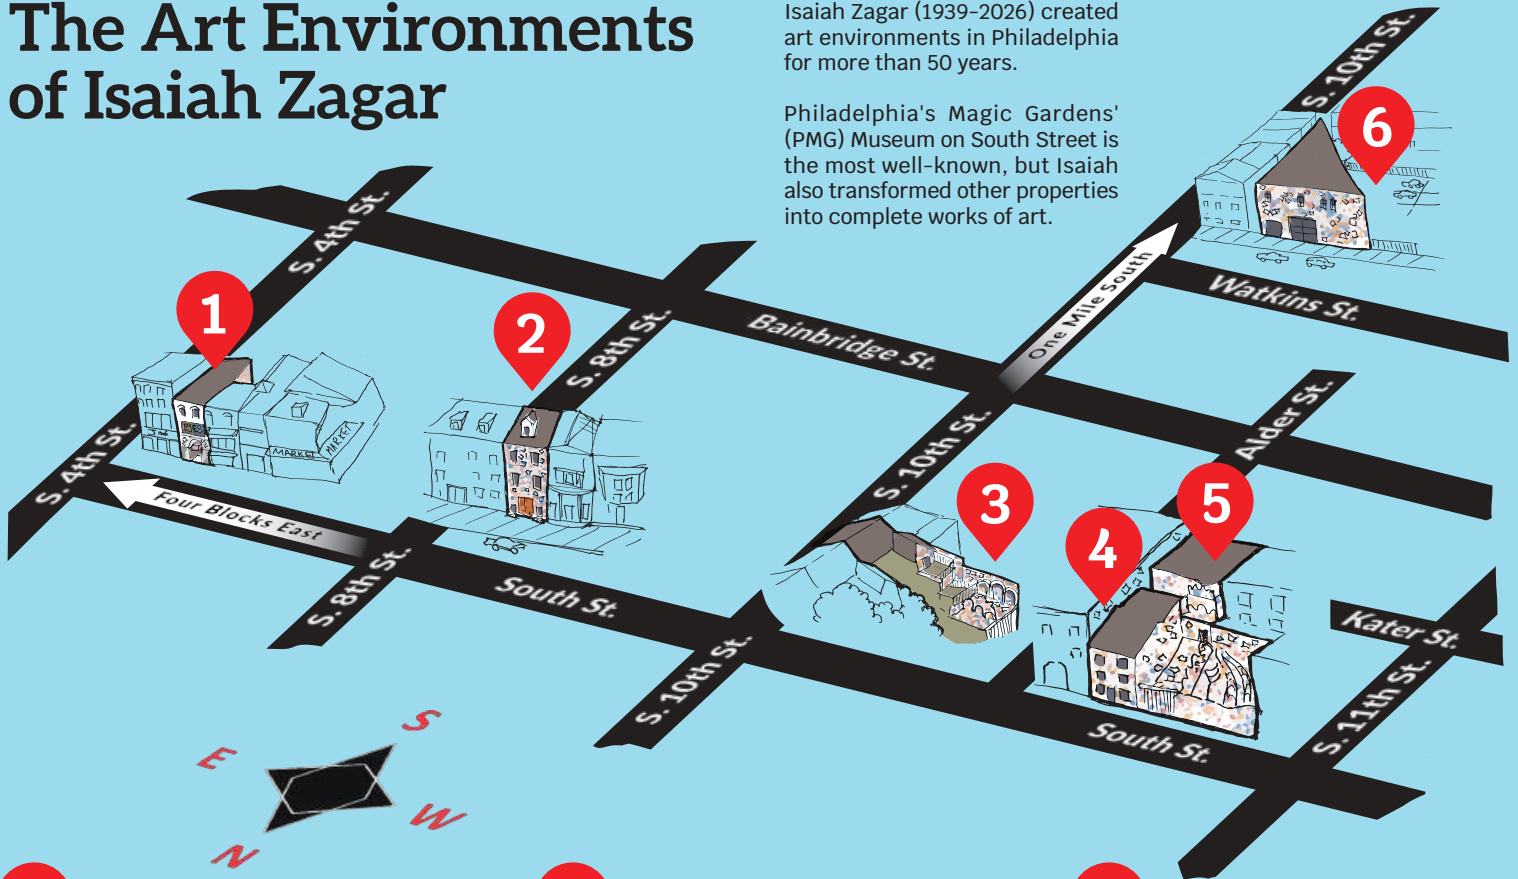 The Art Environments
of Isaiah Zagar
Isaiah Zagar (1939-2026) created
art environments in Philadelphia
for more than 50 years.
Philadelphia's Magic Gardens'
(PMG) Museum on South Street is
the most well-known, but Isaiah
also transformed other properties
into complete works of art.
S. 10th St.
6
S. 4th St.
One Mile South
Watkins St.
1
2
S. 8th St.
Bainbridge St.
S. 4th St.
MARKET
MARKET
Four Blocks East
S. 10th St.
Alder St.
3
4
5
S. 8th St.
South St.
S. 10th St.
Kater St.
S. 11th St.
South St.
S
E
W
N